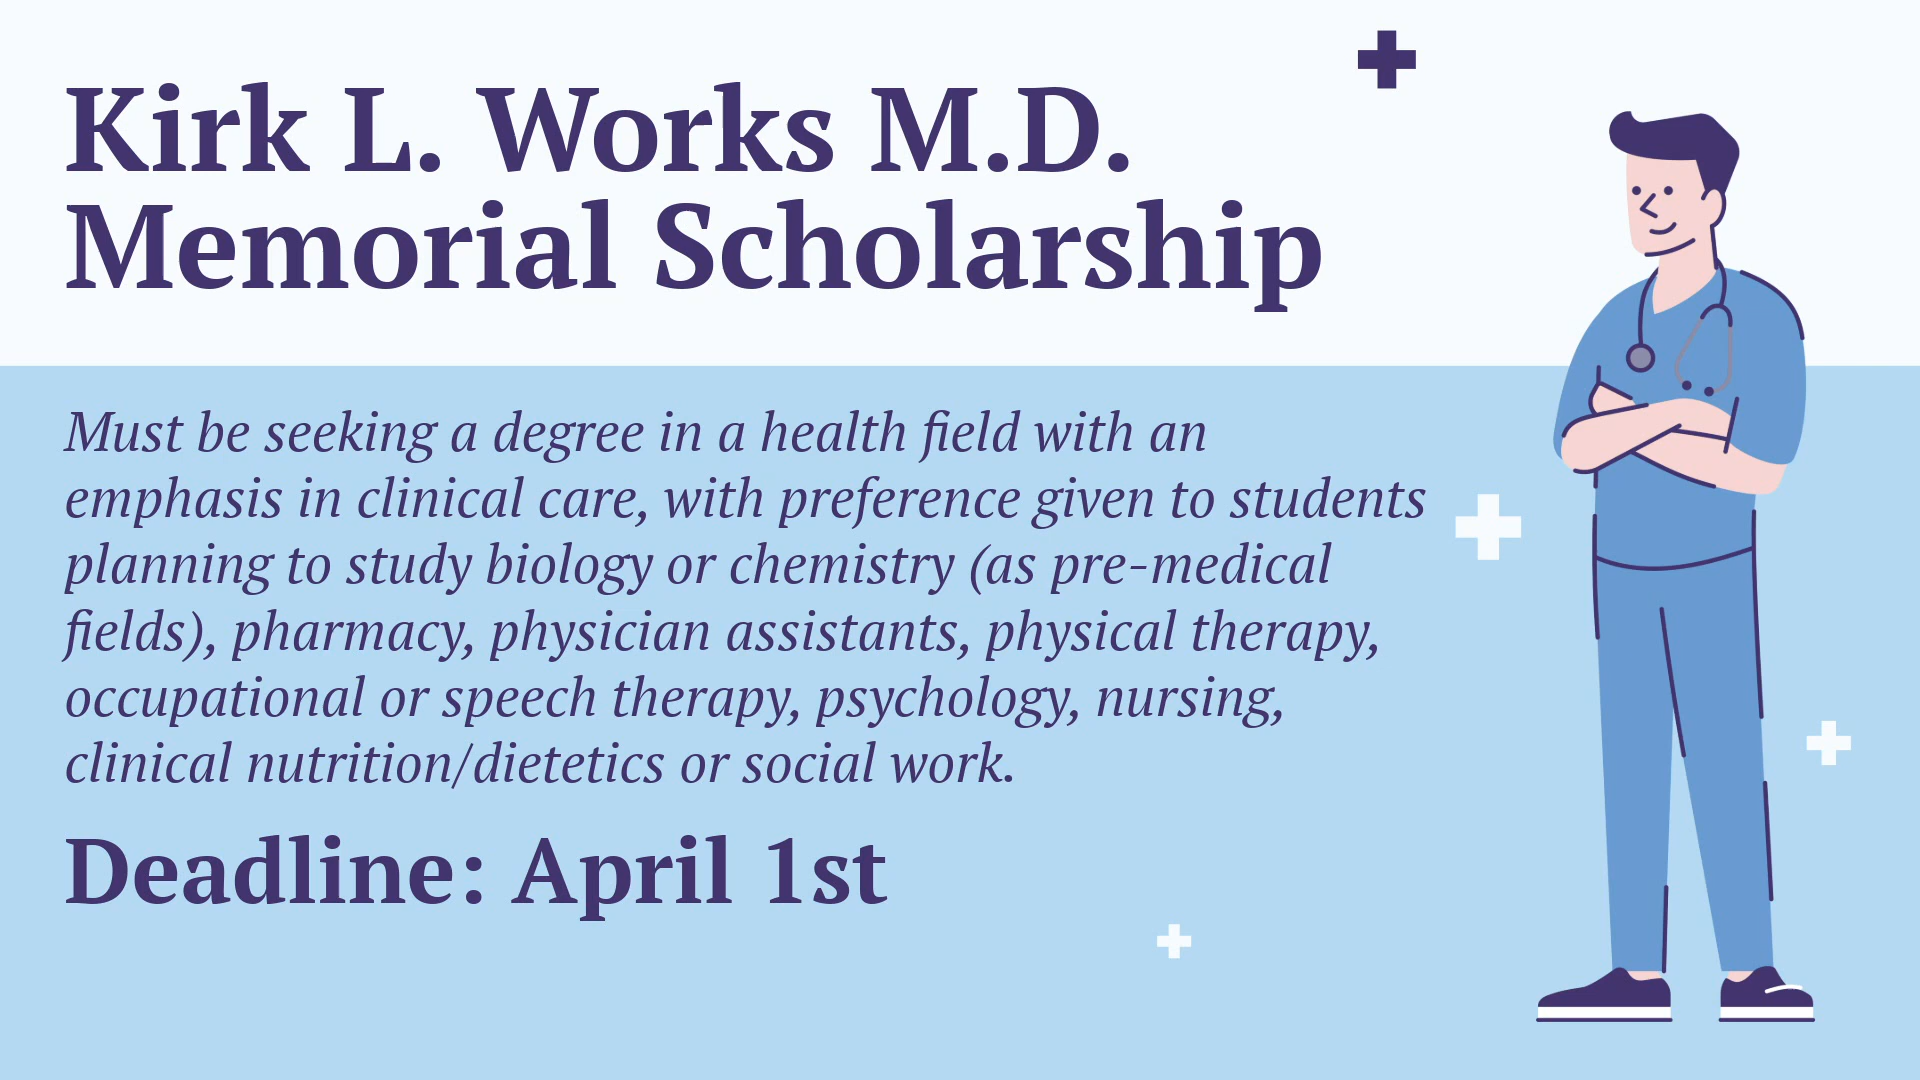 Kirk L. Works M.D.
Memorial Scholarship
Must be seeking a degree in a health field with an
emphasis in clinical care, with preference given to students
planning to study biology or chemistry (as pre-medical
fields), pharmacy, physician assistants, physical therapy,
occupational or speech therapy, psychology, nursing,
clinical nutrition/dietetics or social work.
Deadline: April 1st